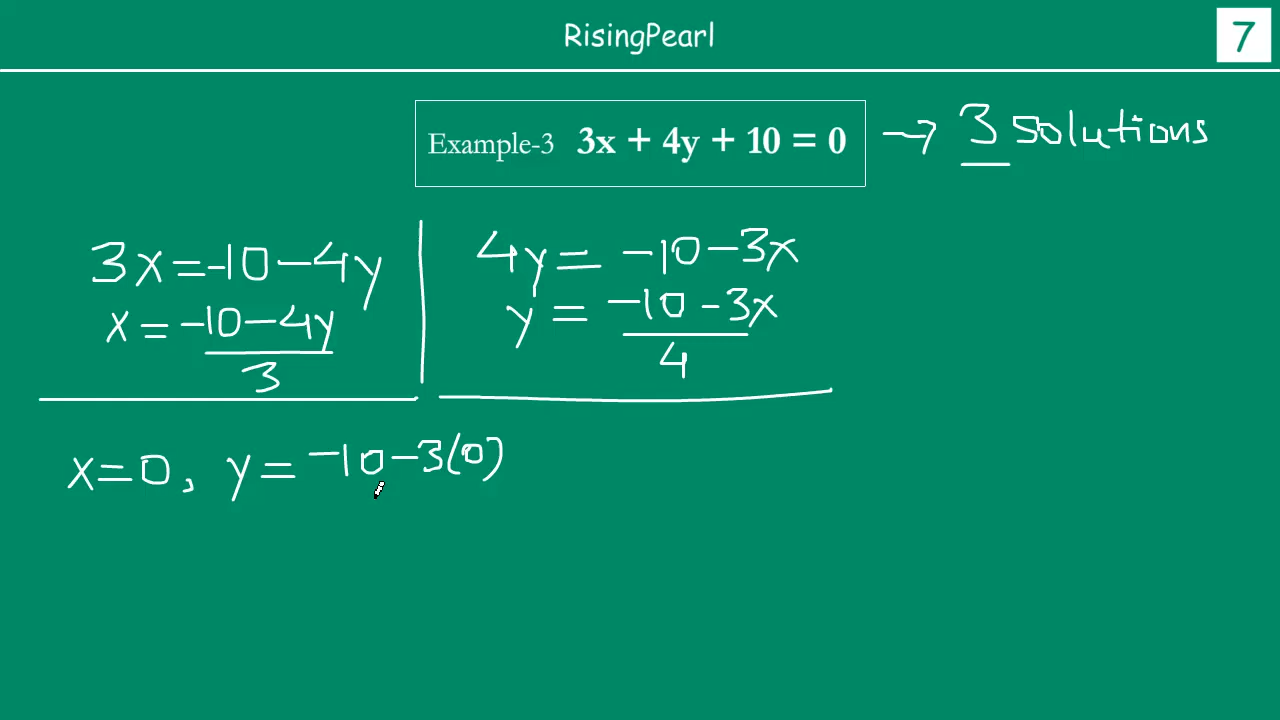 RisingPearl
7
Example-3 3x + 4y + 10 = 0 → 3 solutions
3x = -10 - 4y
x = -10 - 4y
3
4y = -10 - 3x
y = -10 - 3x
4
x = 0, y = -10 - 3(0)